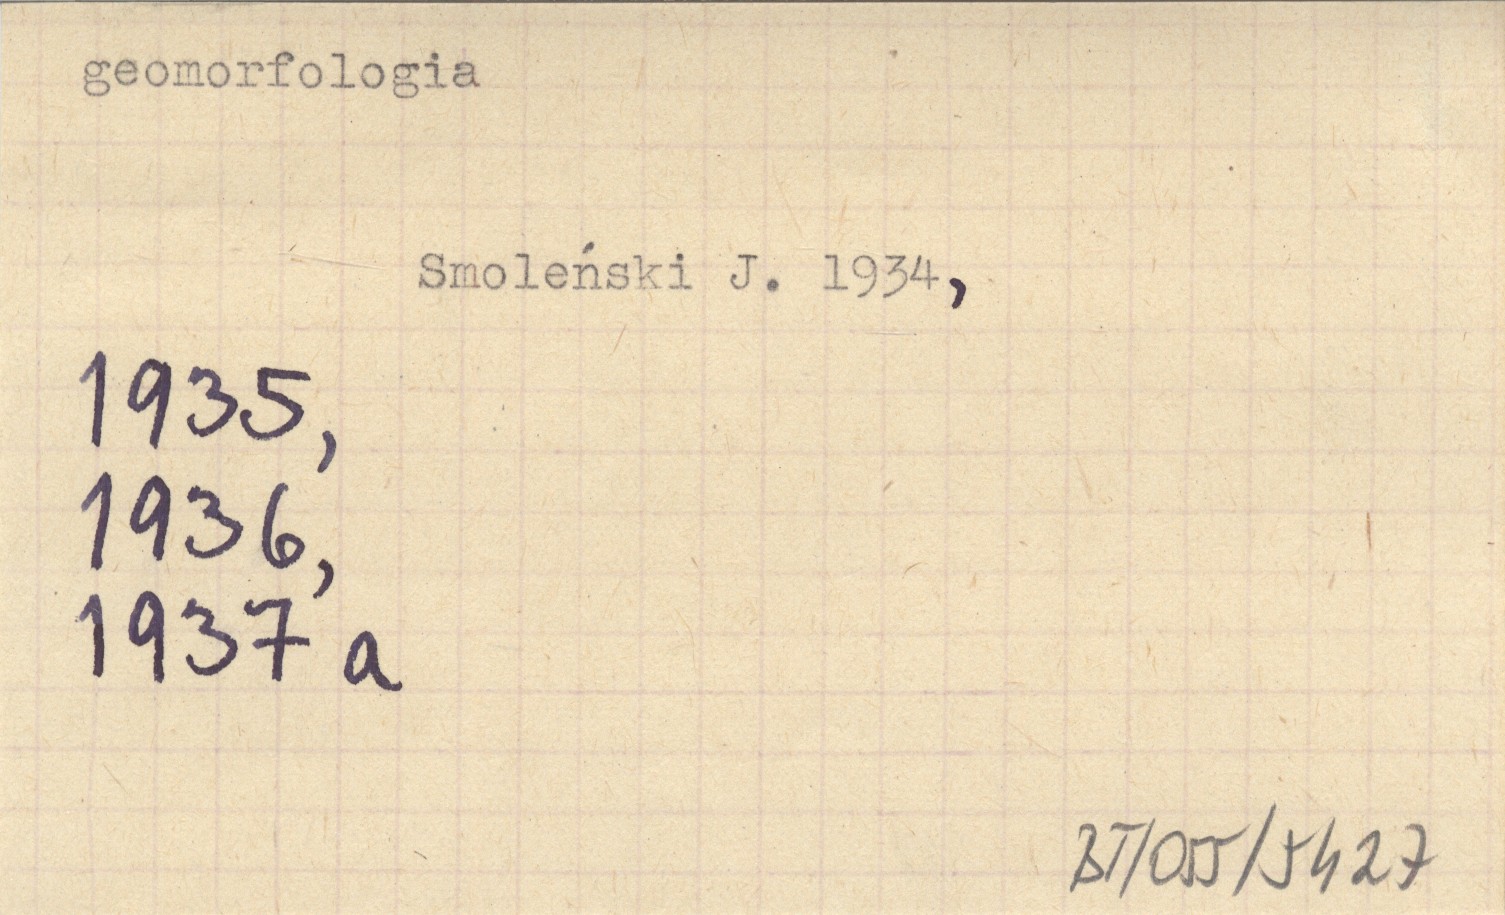 geomorfologia
Smoleński J. 1934,
1935,
1936,
1937 a
BT/055/5427